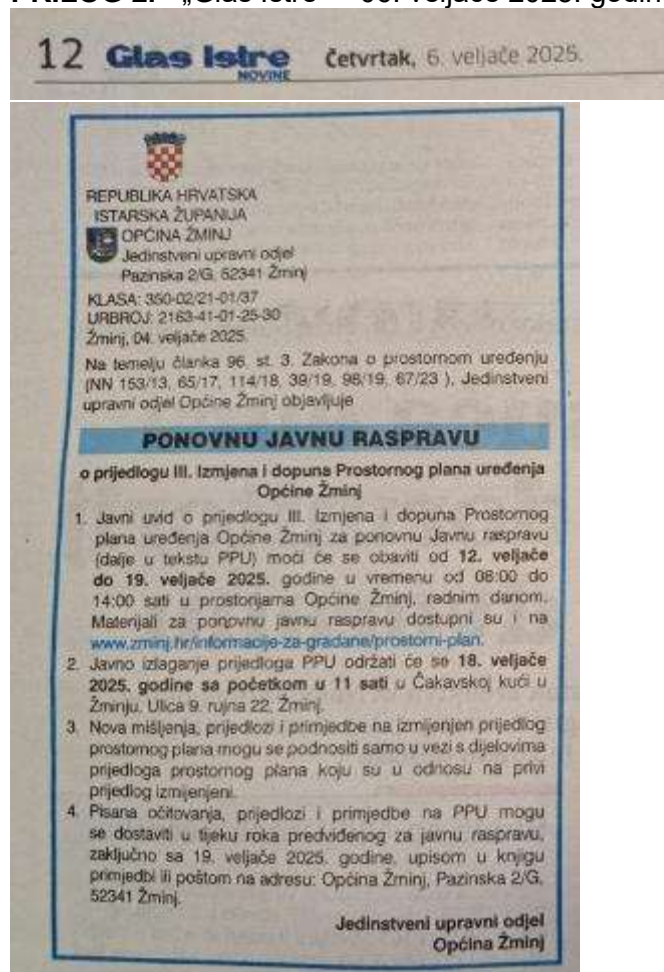 12 Glas Istre NOVINE Četvrtak, 6. veljače 2025.
REPUBLIKA HRVATSKA
ISTARSKA ŽUPANIJA
OPĆINA ŽMINJ
Jedinstveni upravni odjel
Pazinska 2/G, 52341 Žminj
KLASA: 350-02/21-01/37
URBROJ: 2163-41-01-25-30
Žminj, 04. veljače 2025.
Na temelju članka 96. st. 3. Zakona o prostornom uređenju
(NN 153/13, 65/17, 114/18, 39/19, 98/19, 67/23 ), Jedinstveni
upravni odjel Općine Žminj objavljuje
PONOVNU JAVNU RASPRAVU
o prijedlogu III. Izmjena i dopuna Prostornog plana uređenja
Općine Žminj
1. Javni uvid o prijedlogu III. Izmjena i dopuna Prostornog
plana uređenja Općine Žminj za ponovnu Javnu raspravu
(dalje u tekstu PPU) moći će se obaviti od 12. veljače
do 19. veljače 2025. godine u vremenu od 08:00 do
14:00 sati u prostorijama Općine Žminj, radnim danom.
Materijali za ponovnu javnu raspravu dostupni su i na
www.zminj.hr/informacije-za-gradane/prostorni-plan.
2. Javno izlaganje prijedloga PPU održati će se 18. veljače
2025. godine sa početkom u 11 sati u Čakavskoj kući u
Žminju, Ulica 9. rujna 22, Žminj.
3. Nova mišljenja, prijedlozi i primjedbe na izmijenjen prijedlog
prostornog plana mogu se podnositi samo u vezi s dijelovima
prijedloga prostornog plana koju su u odnosu na prvi
prijedlog izmijenjeni.
4. Pisana očitovanja, prijedlozi i primjedbe na PPU mogu
se dostaviti u tijeku roka predviđenog za javnu raspravu,
zaključno sa 19. veljače 2025. godine, upisom u knjigu
primjedbi ili poštom na adresu: Općina Žminj, Pazinska 2/G,
52341 Žminj.
Jedinstveni upravni odjel
Općina Žminj